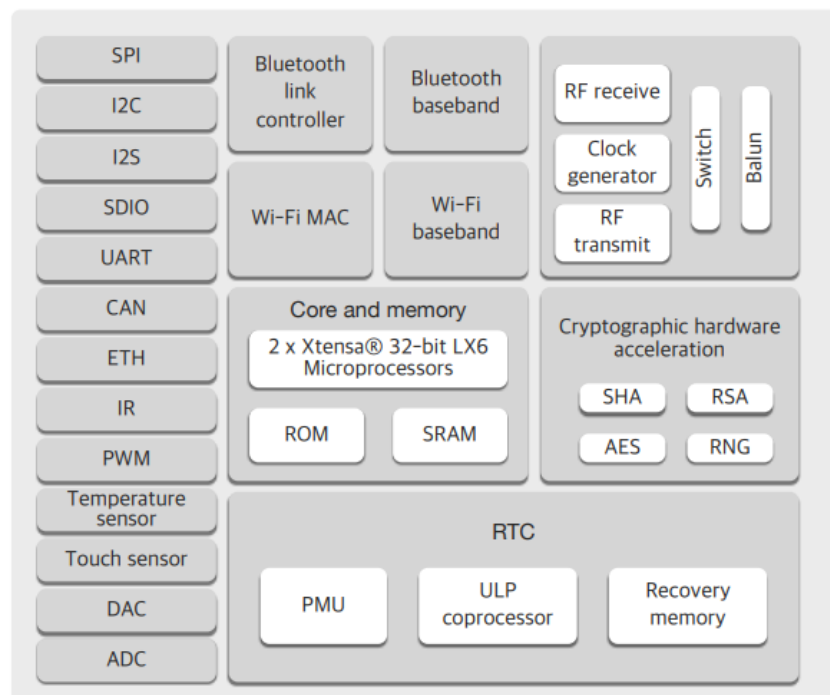 SPI
I2C
I2S
SDIO
UART
CAN
ETH
IR
PWM
Temperature
sensor
Touch sensor
DAC
ADC
Bluetooth
link
controller
Bluetooth
baseband
Wi-Fi MAC
Wi-Fi
baseband
RF receive
Clock
generator
RF
transmit
Switch
Balun
Core and memory
2 x Xtensa® 32-bit LX6
Microprocessors
ROM
SRAM
Cryptographic hardware
acceleration
SHA
RSA
AES
RNG
RTC
PMU
ULP
coprocessor
Recovery
memory